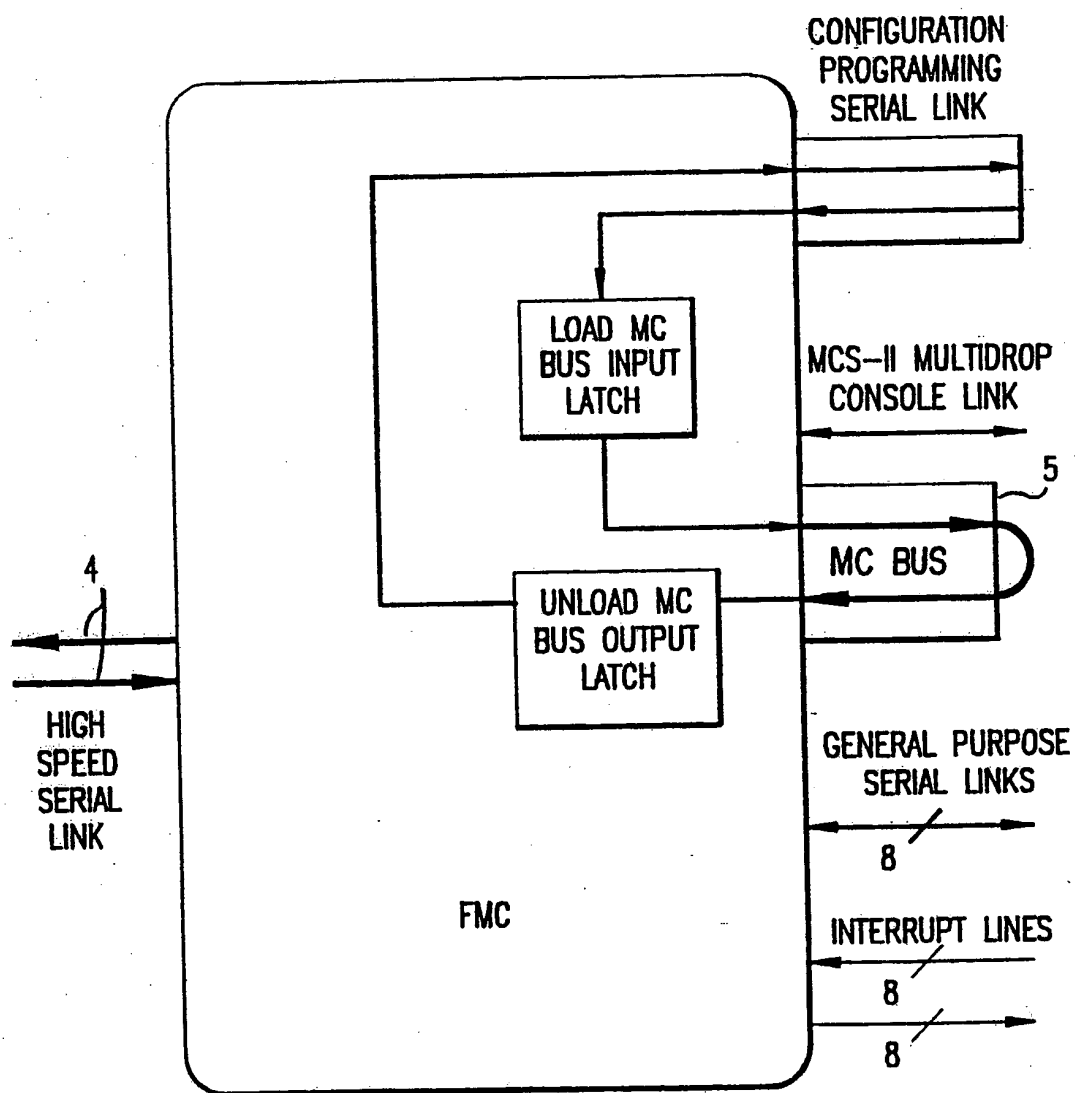 CONFIGURATION
PROGRAMMING
SERIAL LINK
LOAD MC
BUS INPUT
LATCH
MCS-II MULTIDROP
CONSOLE LINK
5
MC BUS
4
UNLOAD MC
BUS OUTPUT
LATCH
HIGH
SPEED
SERIAL
LINK
GENERAL PURPOSE
SERIAL LINKS
8
FMC
INTERRUPT LINES
8
8